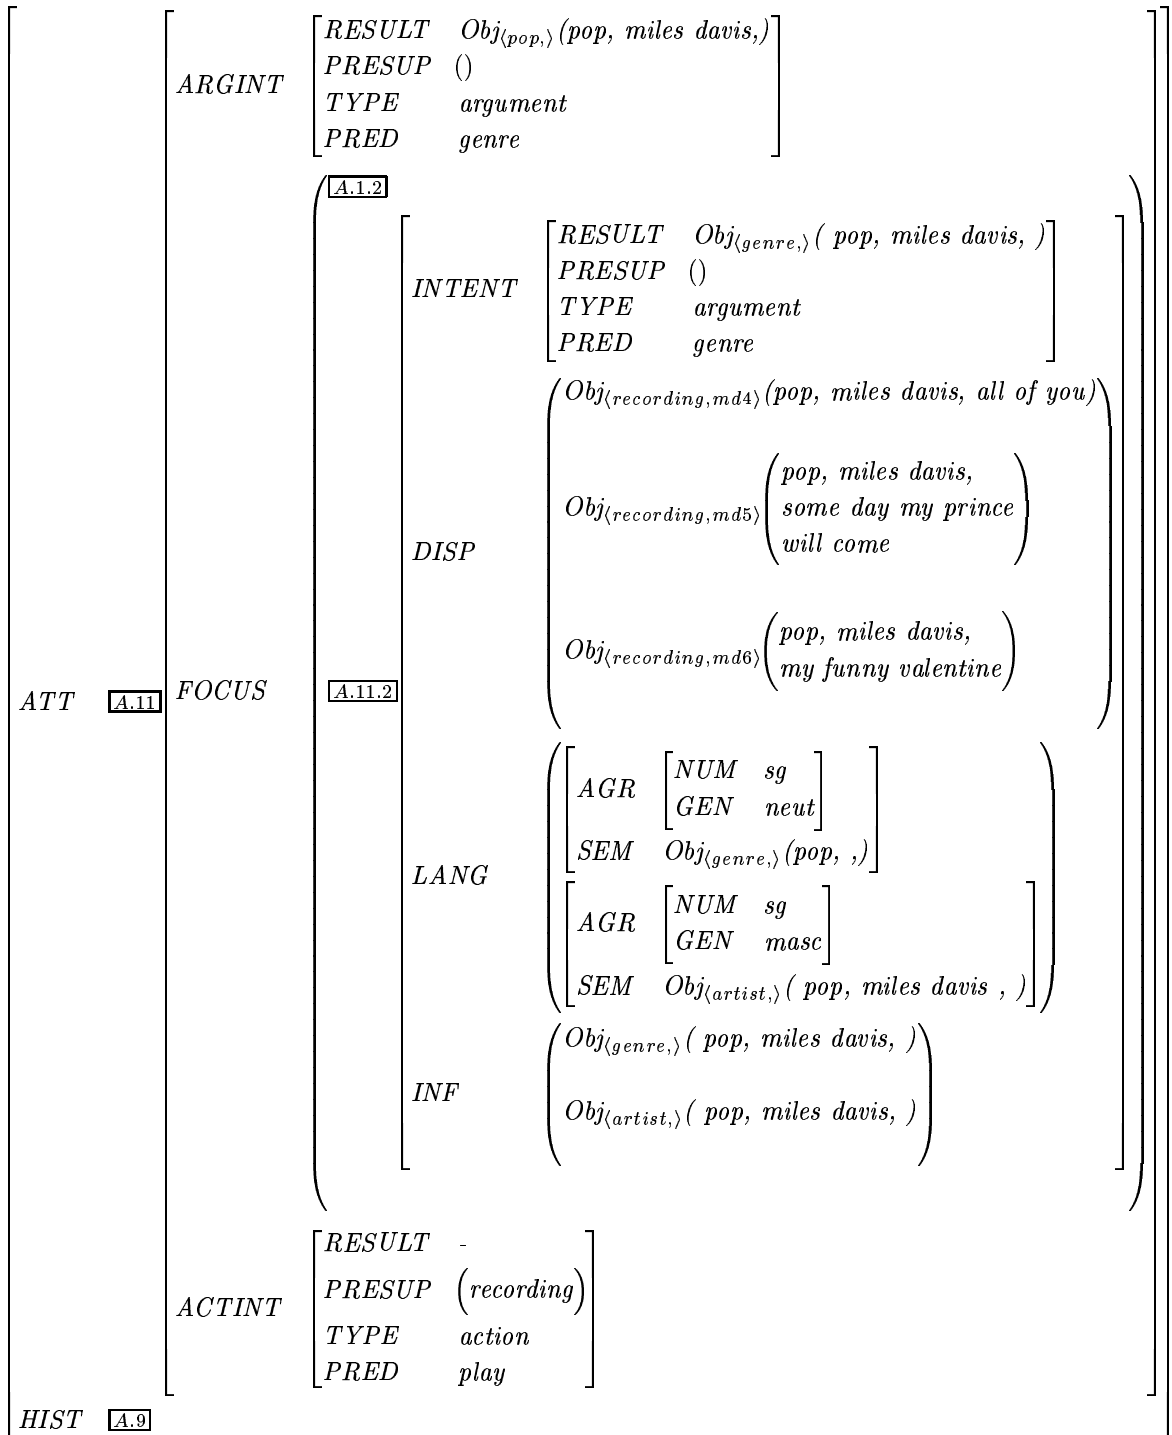 RESULT Obj⟨pop,⟩(pop, miles davis,)
PRESUP ()
ARGINT
TYPE argument
PRED genre
A.1.2
RESULT Obj⟨genre,⟩( pop, miles davis, )
PRESUP ()
INTENT
TYPE argument
PRED genre
Obj⟨recording,md4⟩(pop, miles davis, all of you)
pop, miles davis,
Obj⟨recording,md5⟩ some day my prince
will come
DISP
pop, miles davis,
Obj⟨recording,md6⟩
my funny valentine
ATT A.11 FOCUS A.11.2
NUM sg
AGR
GEN neut
SEM Obj⟨genre,⟩(pop, ,)
LANG
NUM sg
AGR
GEN masc
SEM Obj⟨artist,⟩( pop, miles davis , )
Obj⟨genre,⟩( pop, miles davis, )
INF
Obj⟨artist,⟩( pop, miles davis, )
RESULT -
PRESUP (recording)
ACTINT
TYPE action
PRED play
HIST A.9